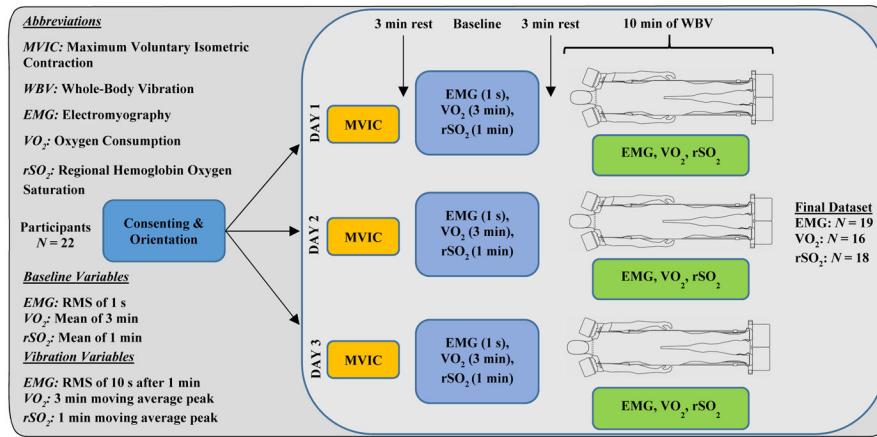 Abbreviations
MVIC: Maximum Voluntary Isometric
Contraction
WBV: Whole-Body Vibration
EMG: Electromyography
VO₂: Oxygen Consumption
rSO₂: Regional Hemoglobin Oxygen
Saturation
Participants
N = 22
Consenting &
Orientation
Baseline Variables
EMG: RMS of 1 s
VO₂: Mean of 3 min
rSO₂: Mean of 1 min
Vibration Variables
EMG: RMS of 10 s after 1 min
VO₂: 3 min moving average peak
rSO₂: 1 min moving average peak
3 min rest
Baseline
3 min rest
10 min of WBV
DAY 1
MVIC
EMG (1 s),
VO₂ (3 min),
rSO₂ (1 min)
EMG, VO₂, rSO₂
DAY 2
MVIC
EMG (1 s),
VO₂ (3 min),
rSO₂ (1 min)
EMG, VO₂, rSO₂
DAY 3
MVIC
EMG (1 s),
VO₂ (3 min),
rSO₂ (1 min)
EMG, VO₂, rSO₂
Final Dataset
EMG: N = 19
VO₂: N = 16
rSO₂: N = 18